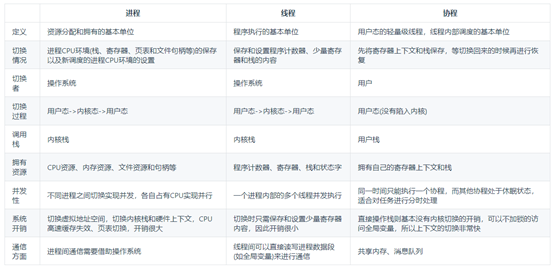 进程
线程
协程
定义
资源分配和拥有的基本单位
程序执行的基本单位
用户态的轻量级线程，线程内部调度的基本单位
切换
情况
进程CPU环境(栈、寄存器、页表和文件句柄等)的保存
以及新调度的进程CPU环境的设置
保存和设置程序计数器、少量寄存
器和栈的内容
先将寄存器上下文和栈保存，等切换回来的时候再进行恢
复
切换
者
操作系统
操作系统
用户
切换
过程
用户态->内核态->用户态
用户态->内核态->用户态
用户态(没有陷入内核)
调用
栈
内核栈
内核栈
用户栈
拥有
资源
CPU资源、内存资源、文件资源和句柄等
程序计数器、寄存器、栈和状态字
拥有自己的寄存器上下文和栈
并发
性
不同进程之间切换实现并发，各自占有CPU实现并行
一个进程内部的多个线程并发执行
同一时间只能执行一个协程，而其他协程处于休眠状态，
适合对任务进行分时处理
系统
开销
切换虚拟地址空间，切换内核栈和硬件上下文，CPU
高速缓存失效、页表切换，开销很大
切换时只需保存和设置少量寄存器
内容，因此开销很小
直接操作栈则基本没有内核切换的开销，可以不加锁的访
问全局变量，所以上下文的切换非常快
通信
方面
进程间通信需要借助操作系统
线程间可以直接读写进程数据段
(如全局变量)来进行通信
共享内存、消息队列